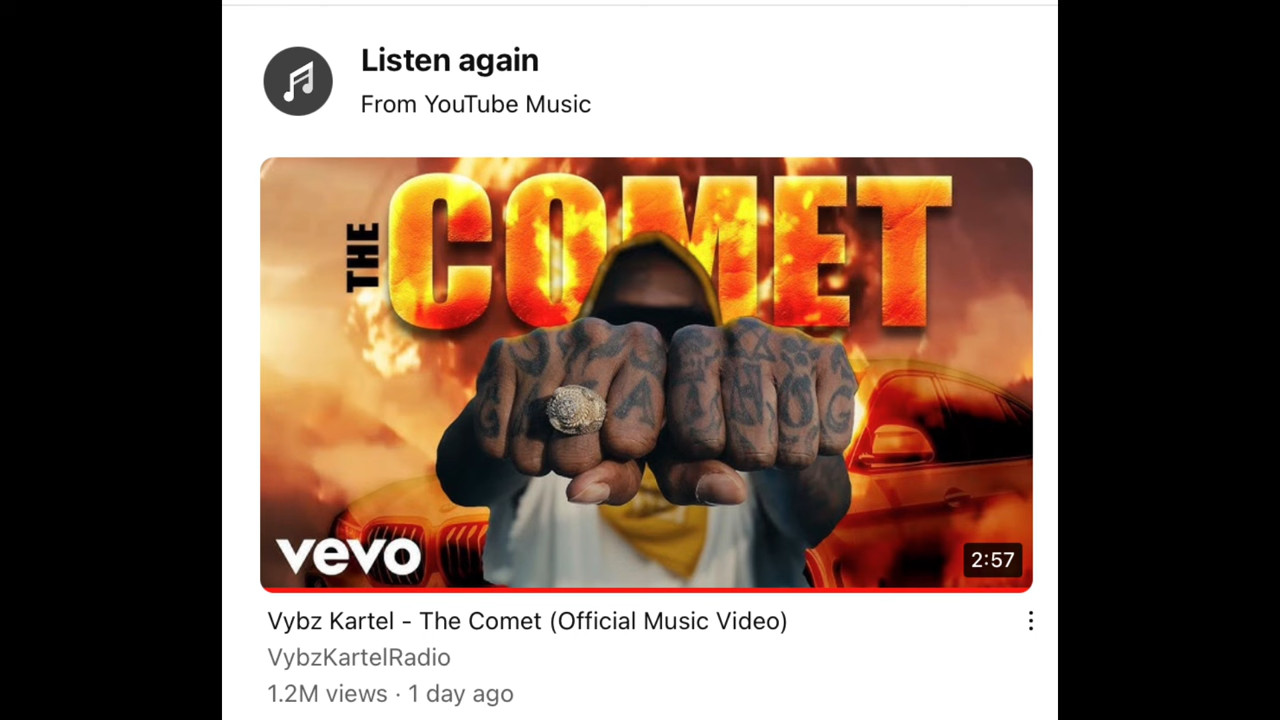 Listen again
From YouTube Music
THE
COMET
vevo
2:57
Vybz Kartel - The Comet (Official Music Video)
VybzKartelRadio
1.2M views · 1 day ago